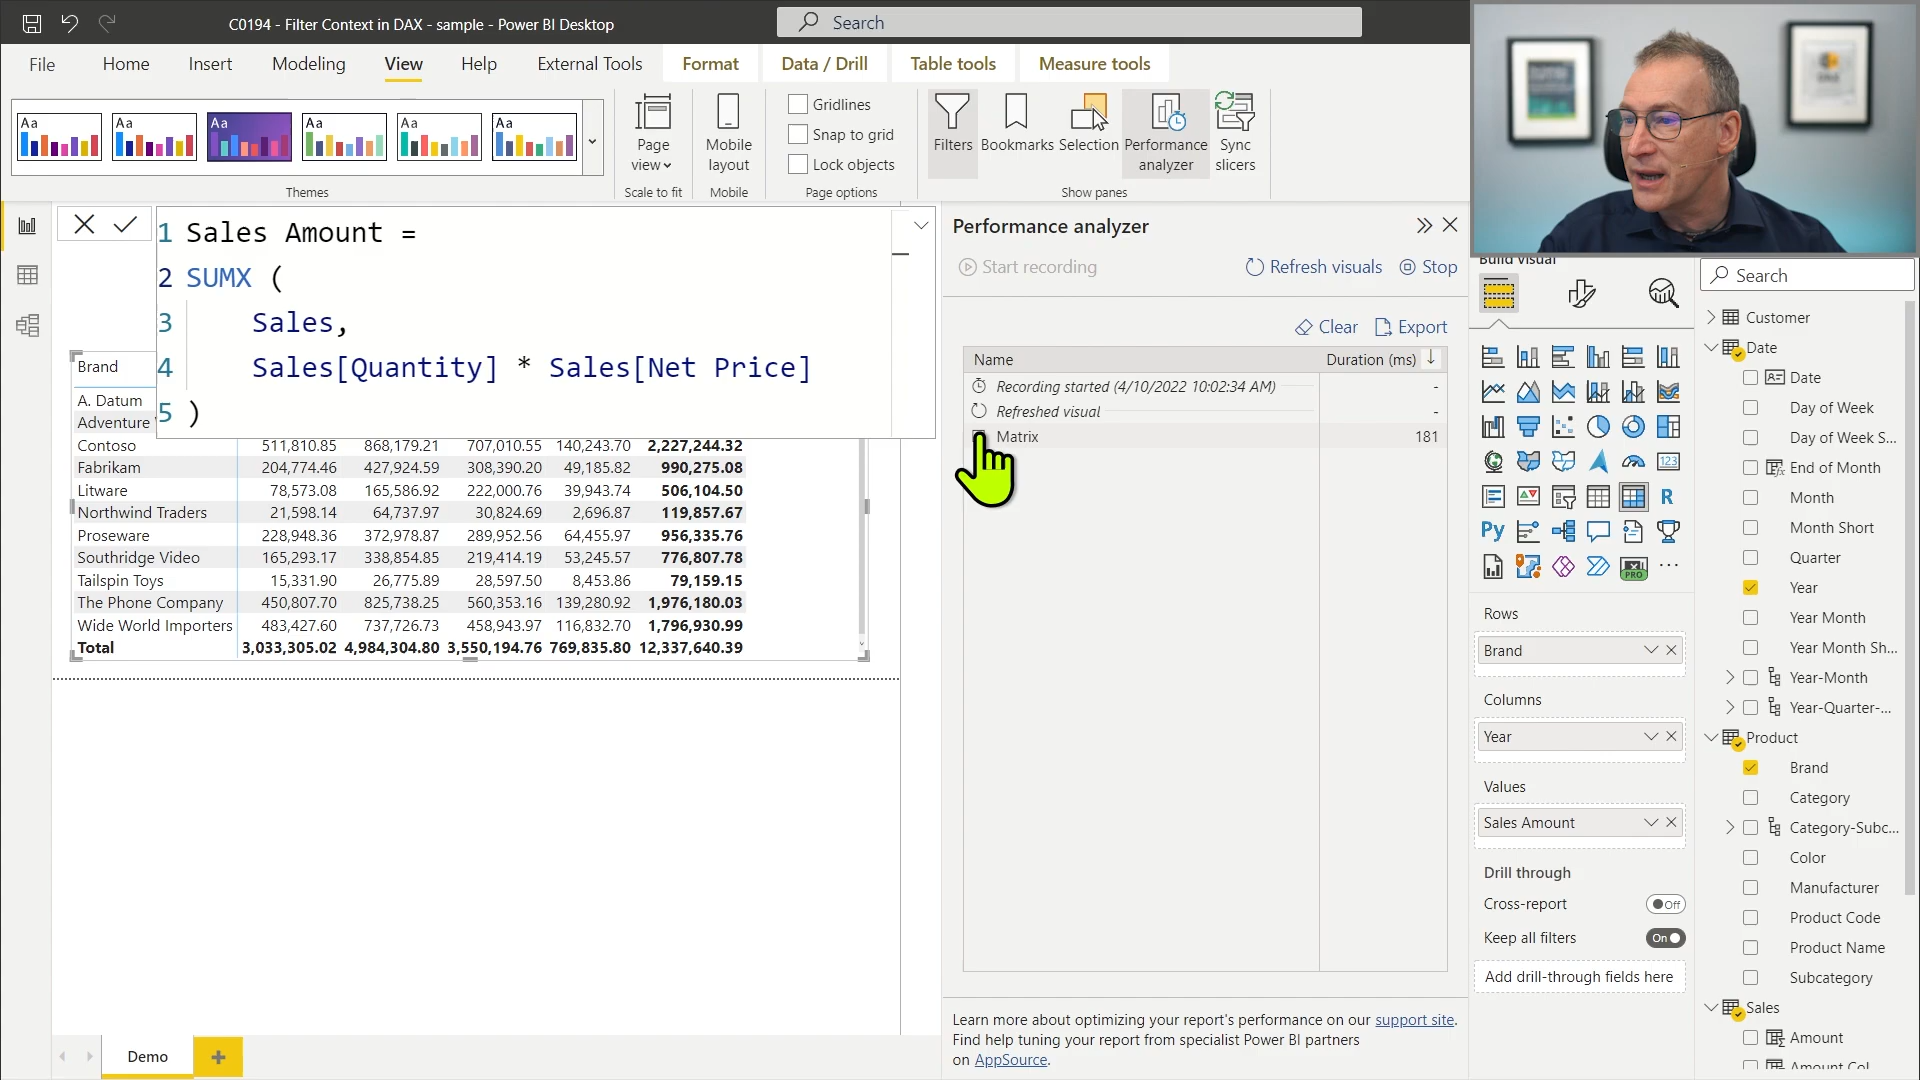 C0194 - Filter Context in DAX - sample - Power BI Desktop
Search
File
Home
Insert
Modeling
View
Help
External Tools
Format
Data / Drill
Table tools
Measure tools
Aa
Aa
Aa
Aa
Aa
Aa
Themes
Page view
Scale to fit
Mobile layout
Mobile
Gridlines
Snap to grid
Lock objects
Page options
Filters
Bookmarks
Selection
Performance analyzer
Sync slicers
Show panes
1 Sales Amount =
2 SUMX (
3 Sales,
4 Sales[Quantity] * Sales[Net Price]
5 )
Brand
A. Datum
Adventure
Contoso 511,810.85 868,179.21 707,010.55 140,243.70 2,227,244.32
Fabrikam 204,774.46 427,924.59 308,390.20 49,185.82 990,275.08
Litware 78,573.08 165,586.92 222,000.76 39,943.74 506,104.50
Northwind Traders 21,598.14 64,737.97 30,824.69 2,696.87 119,857.67
Proseware 228,948.36 372,978.87 289,952.56 64,455.97 956,335.76
Southridge Video 165,293.17 338,854.85 219,414.19 53,245.57 776,807.78
Tailspin Toys 15,331.90 26,775.89 28,597.50 8,453.86 79,159.15
The Phone Company 450,807.70 825,738.25 560,353.16 139,280.92 1,976,180.03
Wide World Importers 483,427.60 737,726.73 458,943.97 116,832.70 1,796,930.99
Total 3,033,305.02 4,984,304.80 3,550,194.76 769,835.80 12,337,640.39
Demo
Performance analyzer
Start recording
Refresh visuals
Stop
Clear
Export
Name Duration (ms)
Recording started (4/10/2022 10:02:34 AM) -
Refreshed visual -
Matrix 181
Learn more about optimizing your report's performance on our support site.
Find help tuning your report from specialist Power BI partners
on AppSource.
Build visual
123
R
Py
PRO
Rows
Brand
Columns
Year
Values
Sales Amount
Drill through
Cross-report Off
Keep all filters On
Add drill-through fields here
Search
Customer
Date
Date
Day of Week
Day of Week S...
End of Month
Month
Month Short
Quarter
Year
Year Month
Year Month Sh...
Year-Month
Year-Quarter-...
Product
Brand
Category
Category-Subc...
Color
Manufacturer
Product Code
Product Name
Subcategory
Sales
Amount
Amount Col